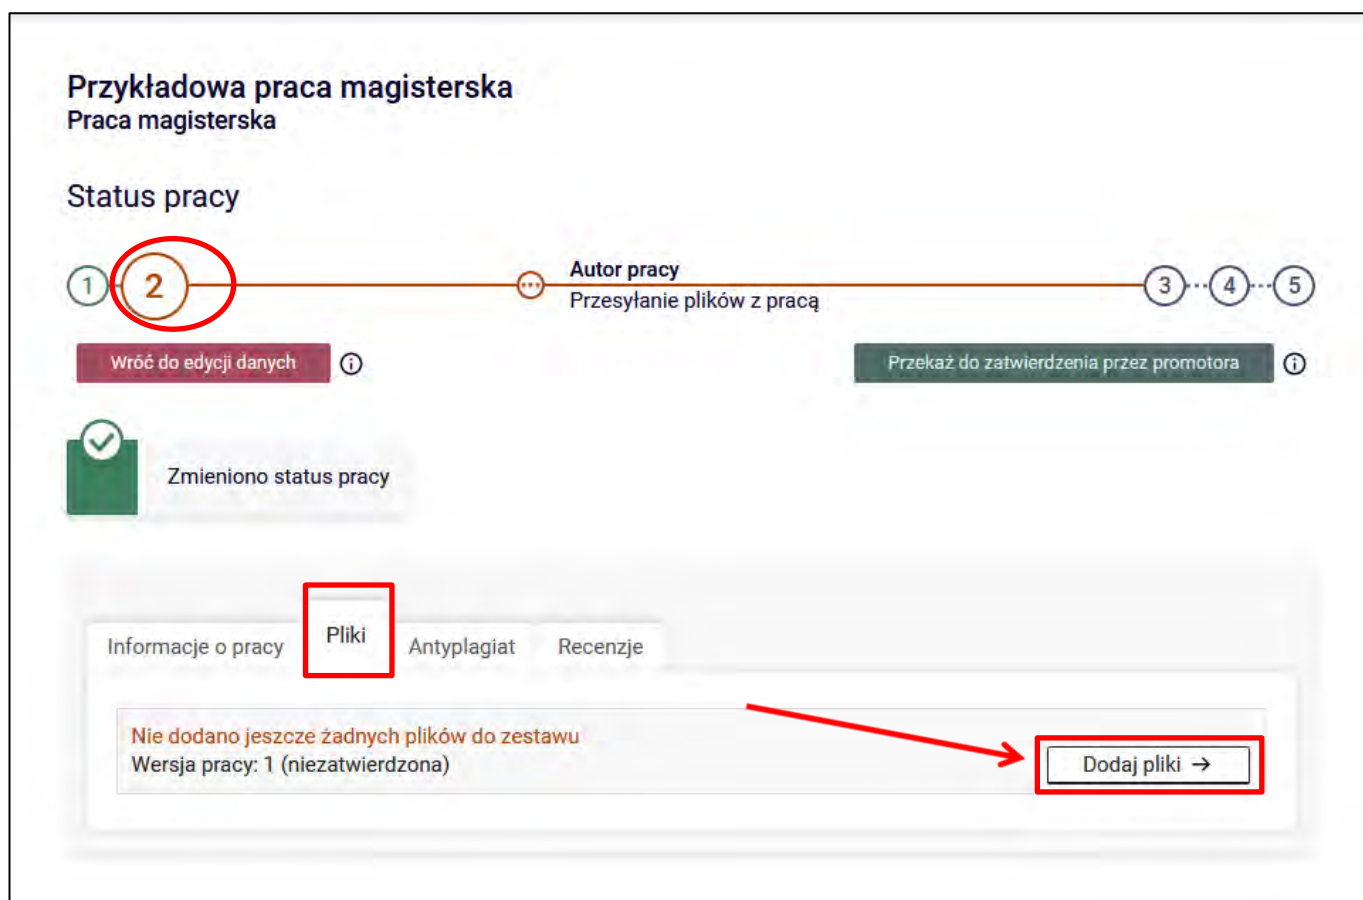 Przykładowa praca magisterska
Praca magisterska
Status pracy
1
2
Autor pracy
Przesyłanie plików z pracą
3
4
5
Wróć do edycji danych
Przekaż do zatwierdzenia przez promotora
Zmieniono status pracy
Informacje o pracy
Pliki
Antyplagiat
Recenzje
Nie dodano jeszcze żadnych plików do zestawu
Wersja pracy: 1 (niezatwierdzona)
Dodaj pliki →